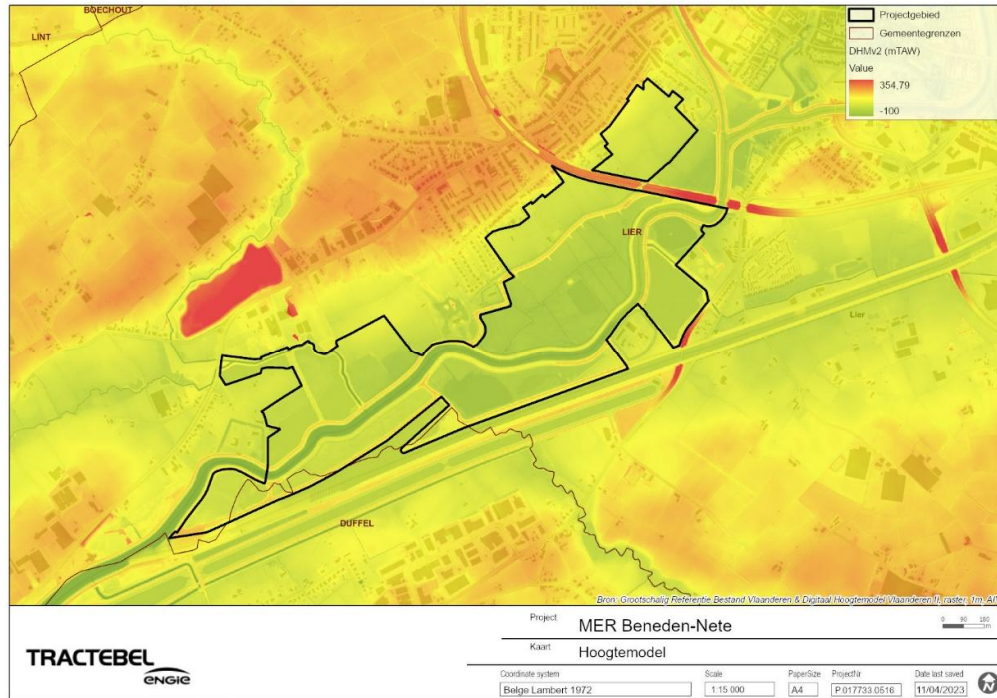 BOECHOUT
LINT
Projectgebied
Gemeentegrenzen
DHMv2 (mTAW)
Value
354,79
-100
LIER
Lier
DUFFEL
Bron: Grootschalig Referentie Bestand Vlaanderen & Digitaal Hoogtemodel Vlaanderen II, raster, 1m, AIV
Project MER Beneden-Nete
0 90 180
m
Kaart Hoogtemodel
TRACTEBEL
ENGIE
Coordinate system Scale PaperSize ProjectNr Date last saved
Belge Lambert 1972 1:15 000 A4 P.017733.0516 11/04/2023
N